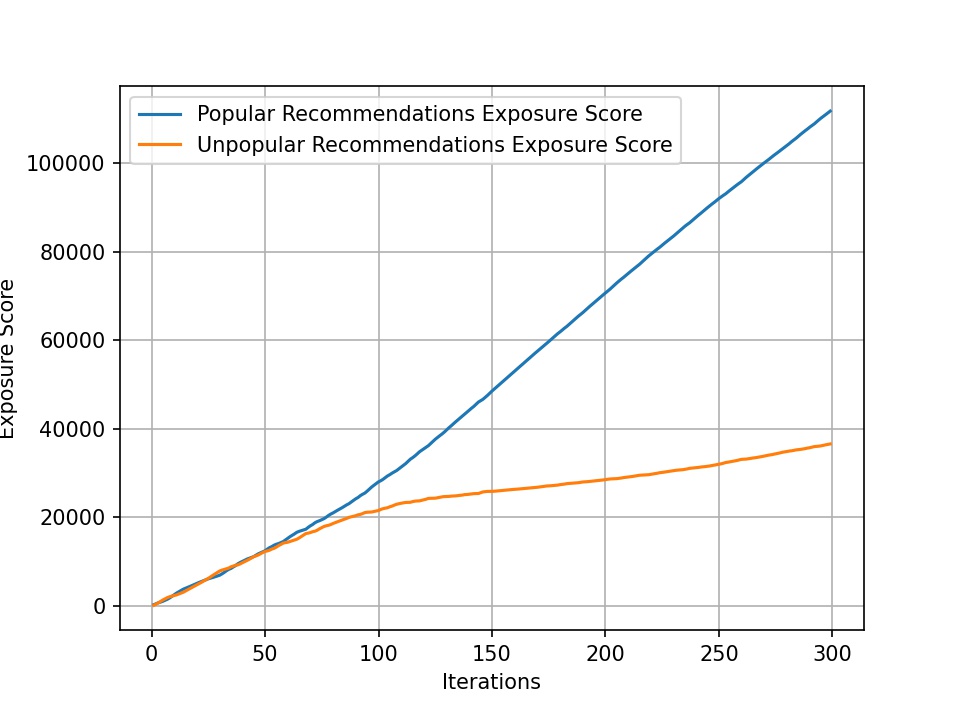 Popular Recommendations Exposure Score
Unpopular Recommendations Exposure Score
100000
80000
60000
40000
20000
0
Exposure Score
0 50 100 150 200 250 300
Iterations